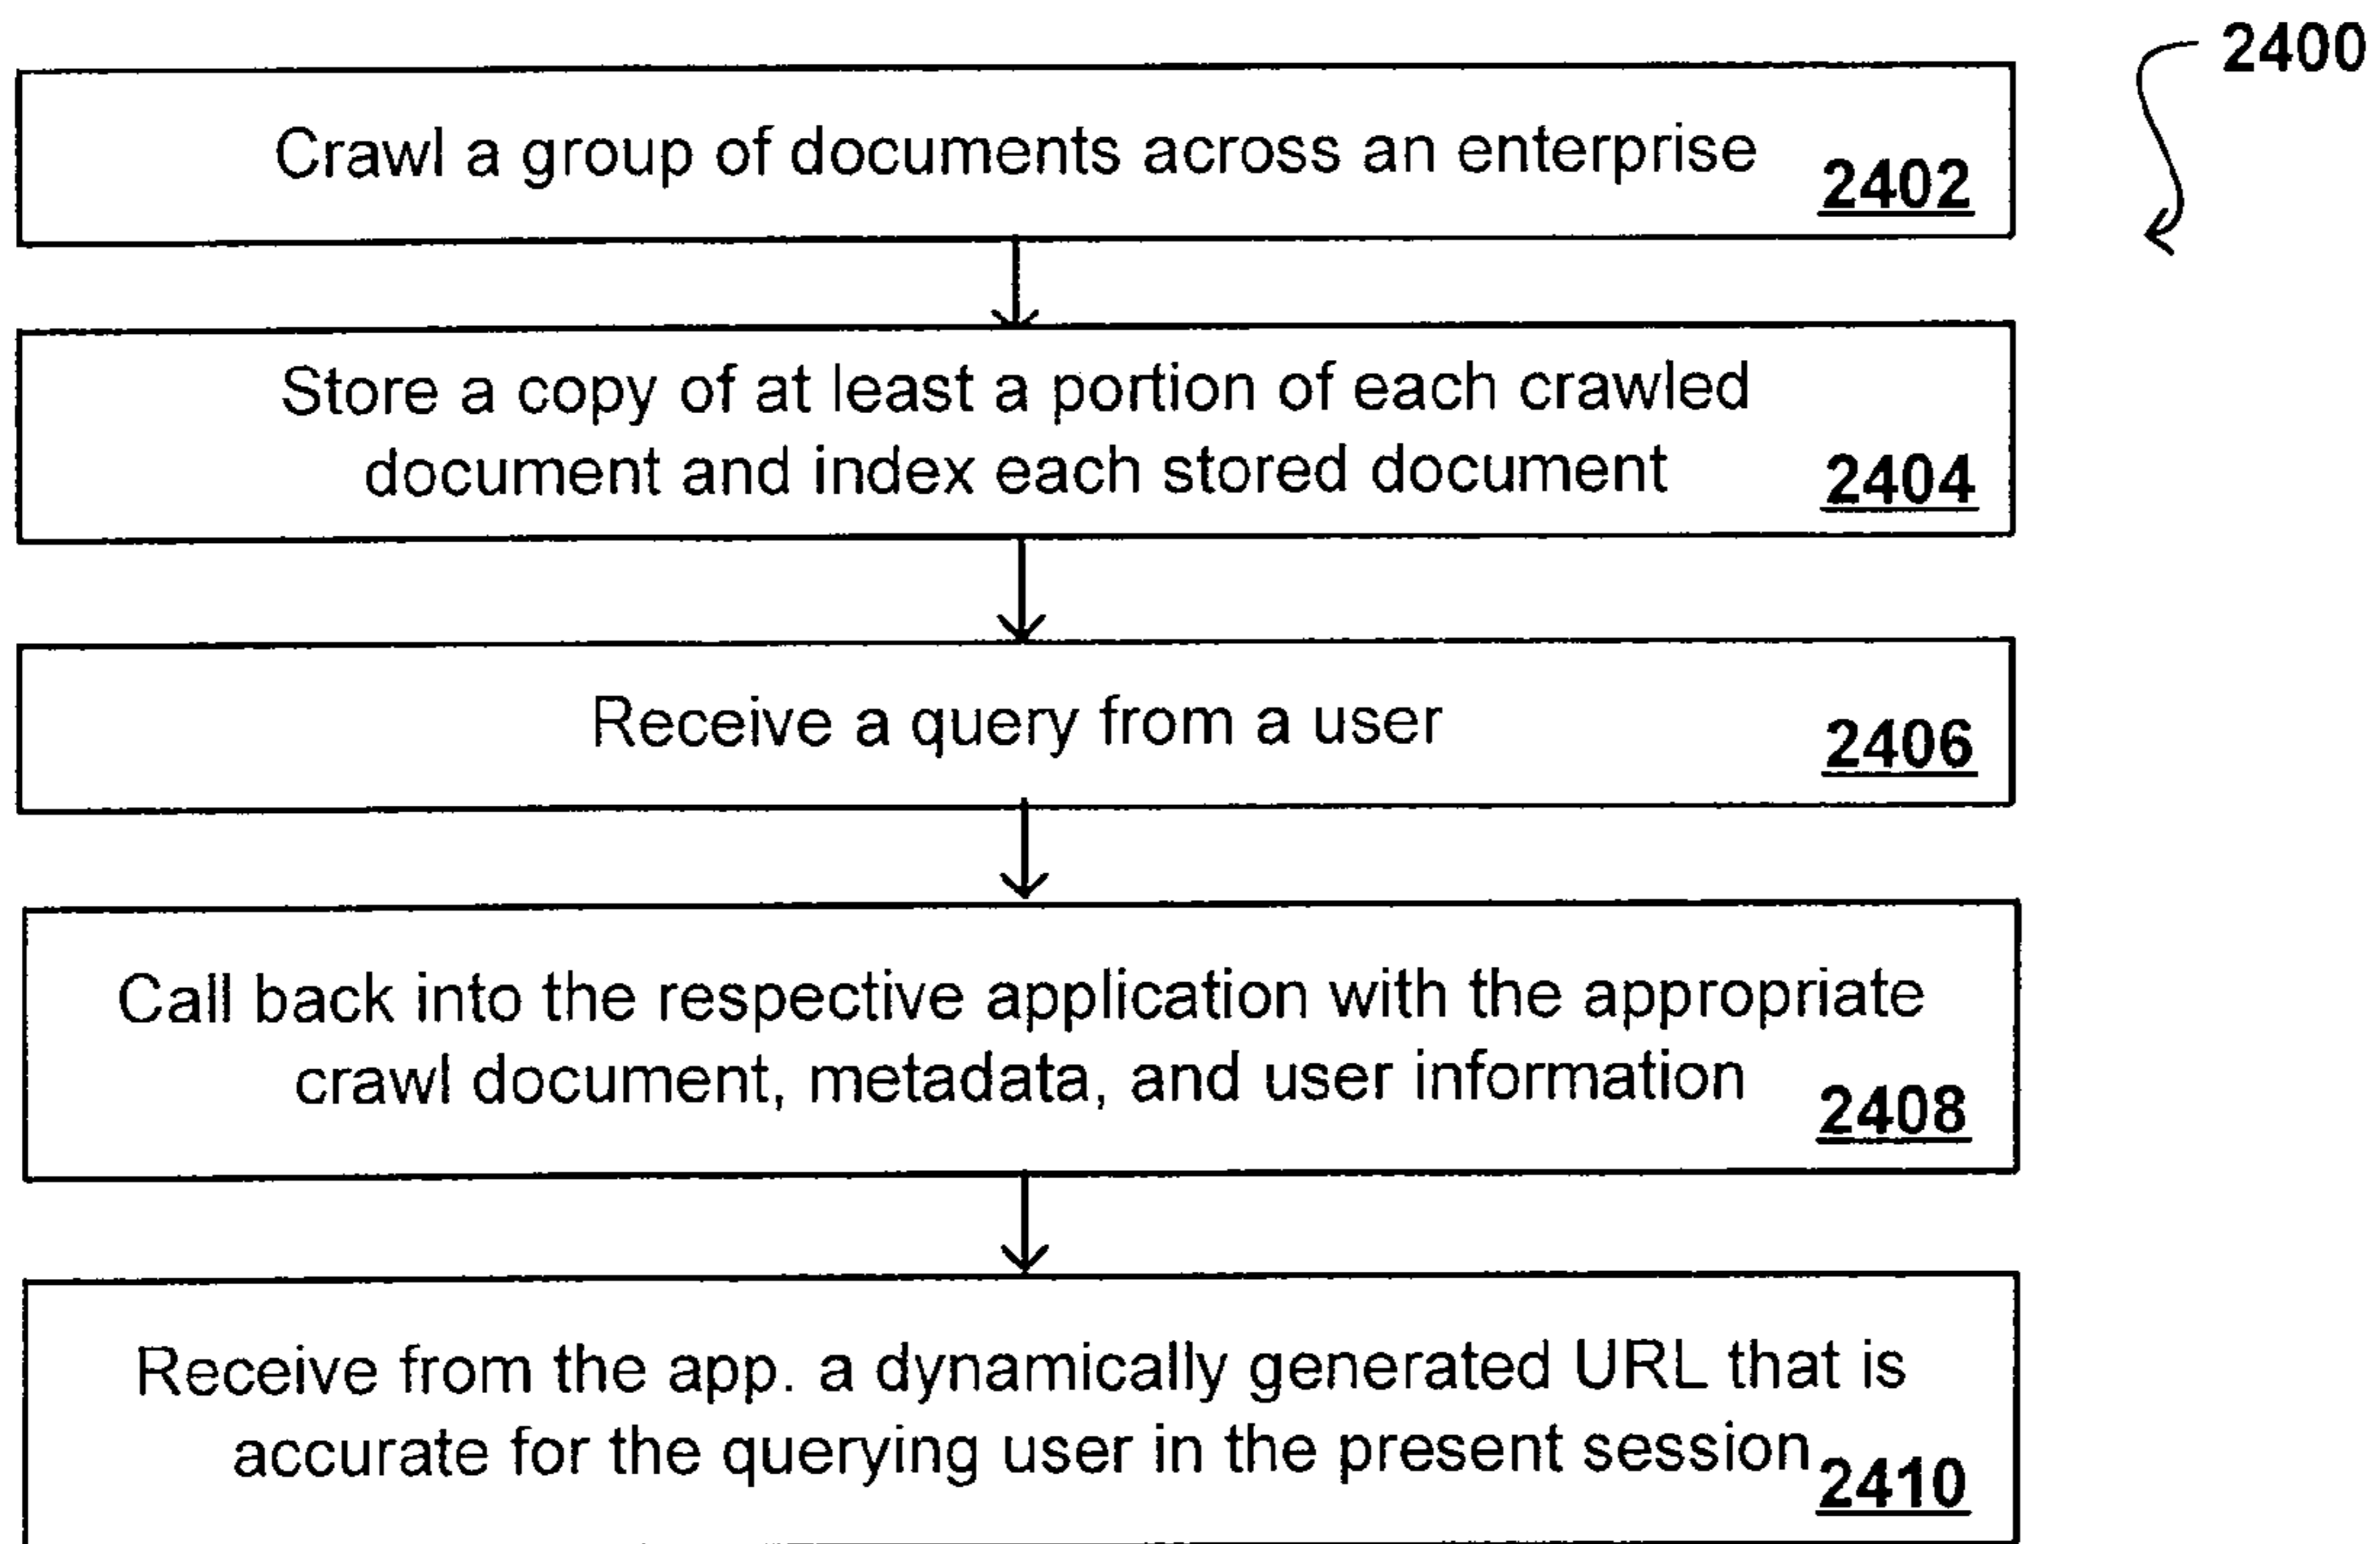 2400
Crawl a group of documents across an enterprise
2402
Store a copy of at least a portion of each crawled
document and index each stored document
2404
Receive a query from a user
2406
Call back into the respective application with the appropriate
crawl document, metadata, and user information
2408
Receive from the app. a dynamically generated URL that is
accurate for the querying user in the present session
2410